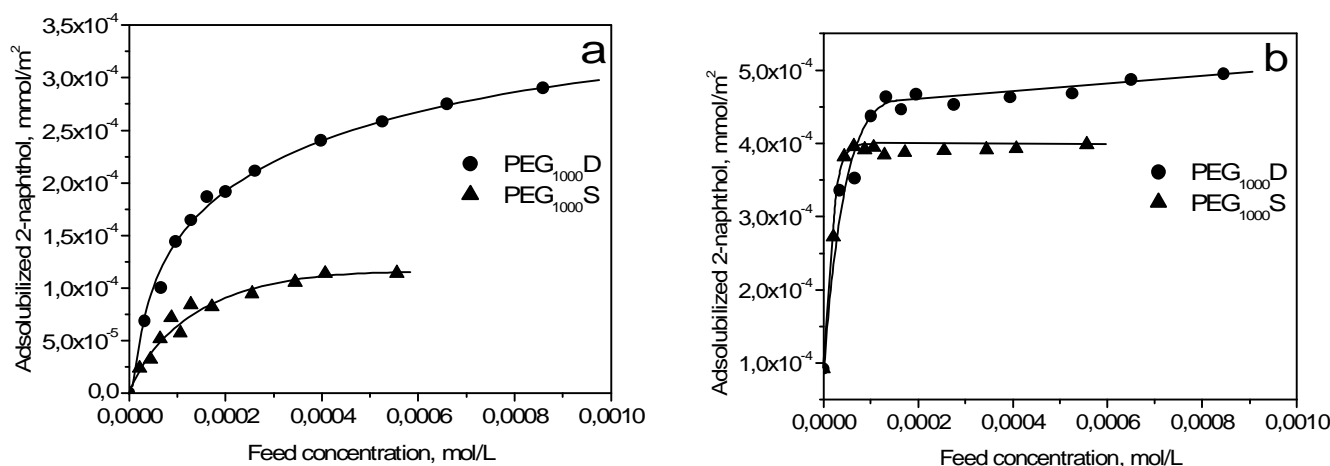 a
Adsolubilized 2-naphthol, mmol/m²
3,5x10⁻⁴
3,0x10⁻⁴
2,5x10⁻⁴
2,0x10⁻⁴
1,5x10⁻⁴
1,0x10⁻⁴
5,0x10⁻⁵
0,0
PEG₁₀₀₀D
PEG₁₀₀₀S
0,0000 0,0002 0,0004 0,0006 0,0008 0,0010
Feed concentration, mol/L
b
Adsolubilized 2-naphthol, mmol/m²
5,0x10⁻⁴
4,0x10⁻⁴
3,0x10⁻⁴
2,0x10⁻⁴
1,0x10⁻⁴
PEG₁₀₀₀D
PEG₁₀₀₀S
0,0000 0,0002 0,0004 0,0006 0,0008 0,0010
Feed concentration, mol/L